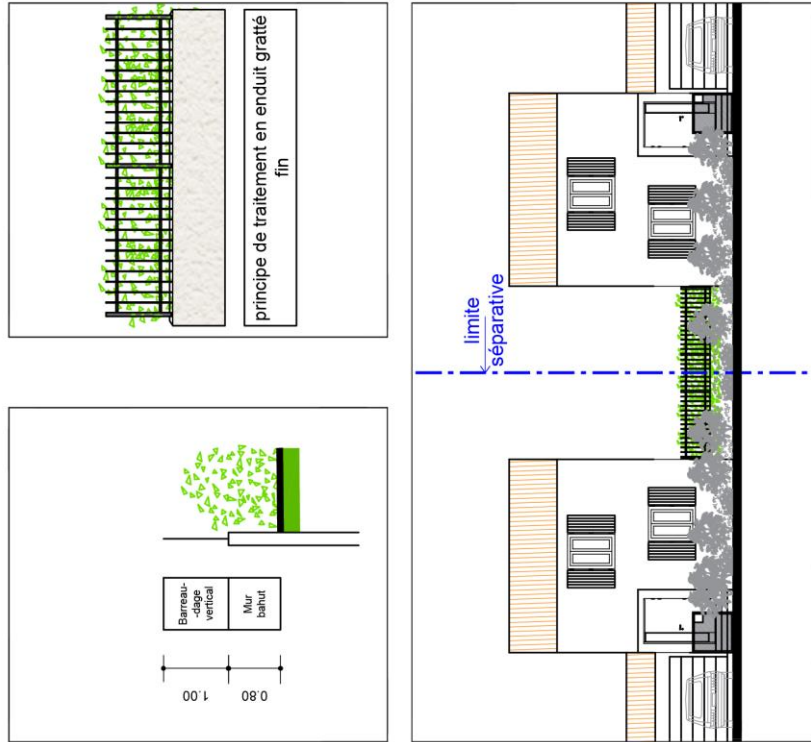 principe de traitement en enduit gratté
fin
limite
séparative
Barreau-
-dage
vertical
Mur
bahut
1.00
0.80